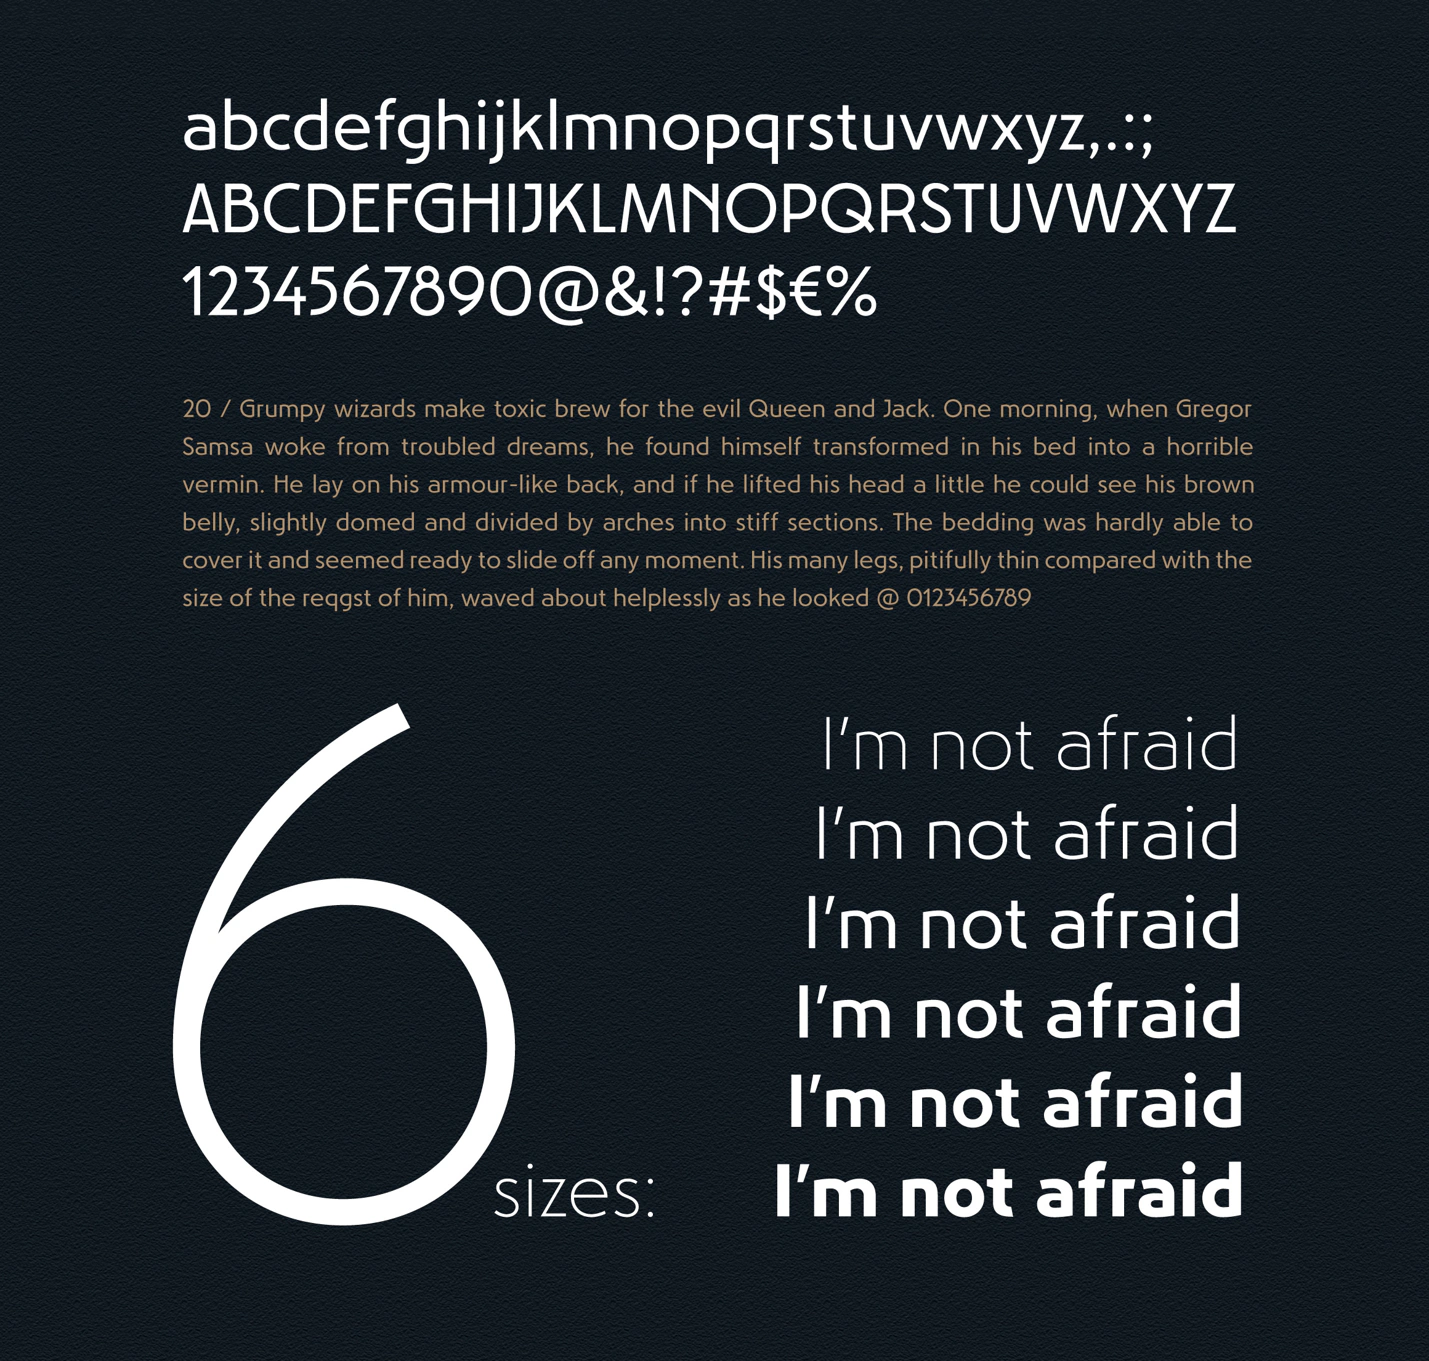 abcdefghijklmnopqrstuvwxyz,.:;
ABCDEFGHIJKLMNOPQRSTUVWXYZ
1234567890@&!?#$€%
20 / Grumpy wizards make toxic brew for the evil Queen and Jack. One morning, when Gregor
Samsa woke from troubled dreams, he found himself transformed in his bed into a horrible
vermin. He lay on his armour-like back, and if he lifted his head a little he could see his brown
belly, slightly domed and divided by arches into stiff sections. The bedding was hardly able to
cover it and seemed ready to slide off any moment. His many legs, pitifully thin compared with the
size of the reqgst of him, waved about helplessly as he looked @ 0123456789
6 sizes:
I'm not afraid
I'm not afraid
I'm not afraid
I'm not afraid
I'm not afraid
I'm not afraid